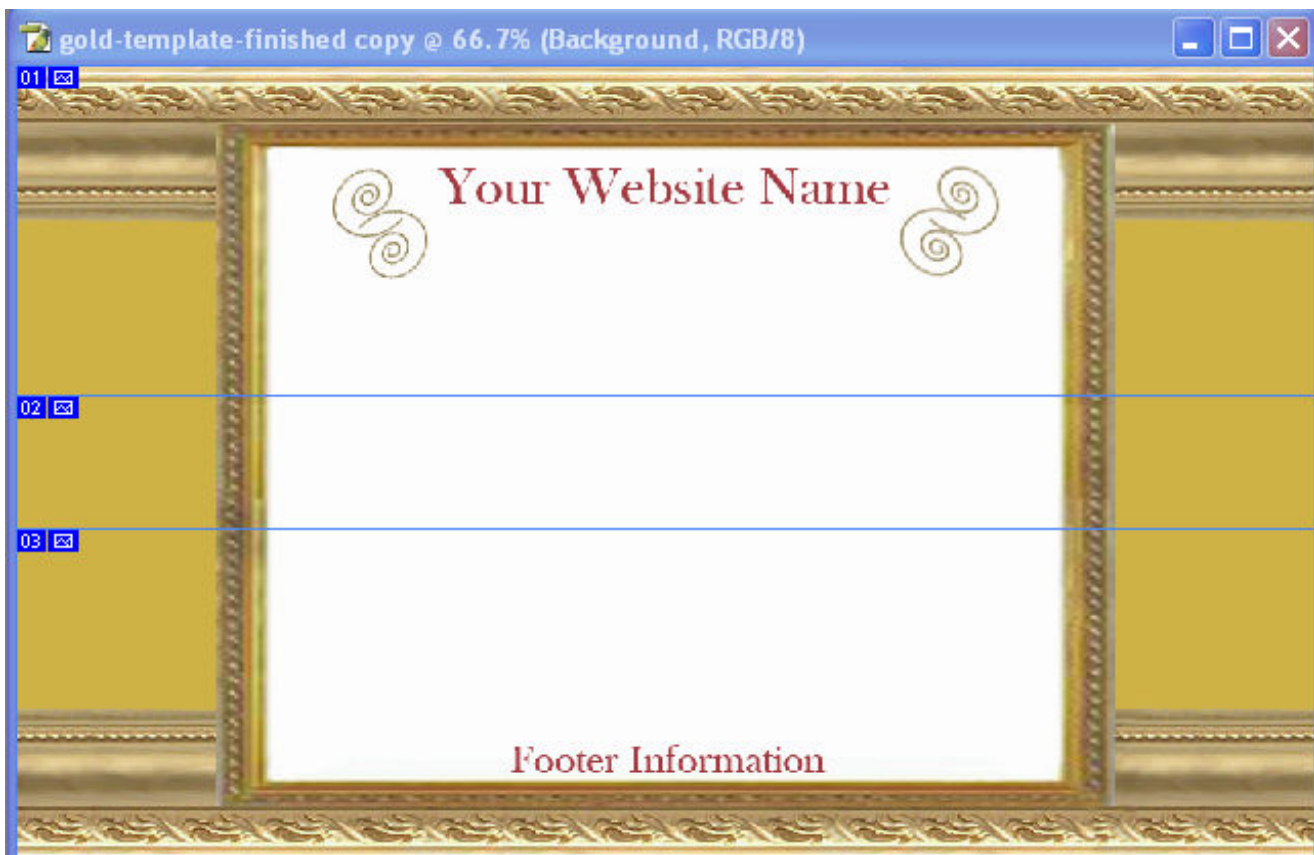 gold-template-finished copy @ 66.7% (Background, RGB/8)
01
Your Website Name
02
03
Footer Information